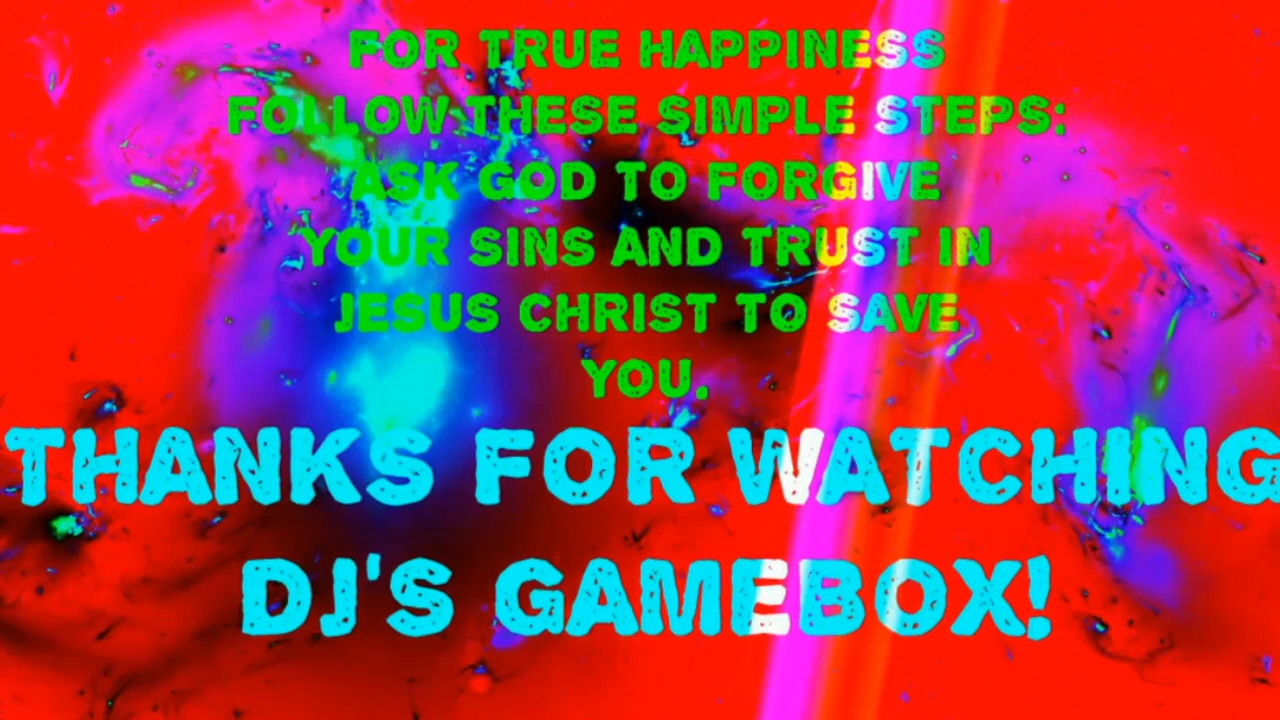 FOR TRUE HAPPINESS
FOLLOW THESE SIMPLE STEPS:
ASK GOD TO FORGIVE
YOUR SINS AND TRUST IN
JESUS CHRIST TO SAVE
YOU.
THANKS FOR WATCHING
DJ'S GAMEBOX!